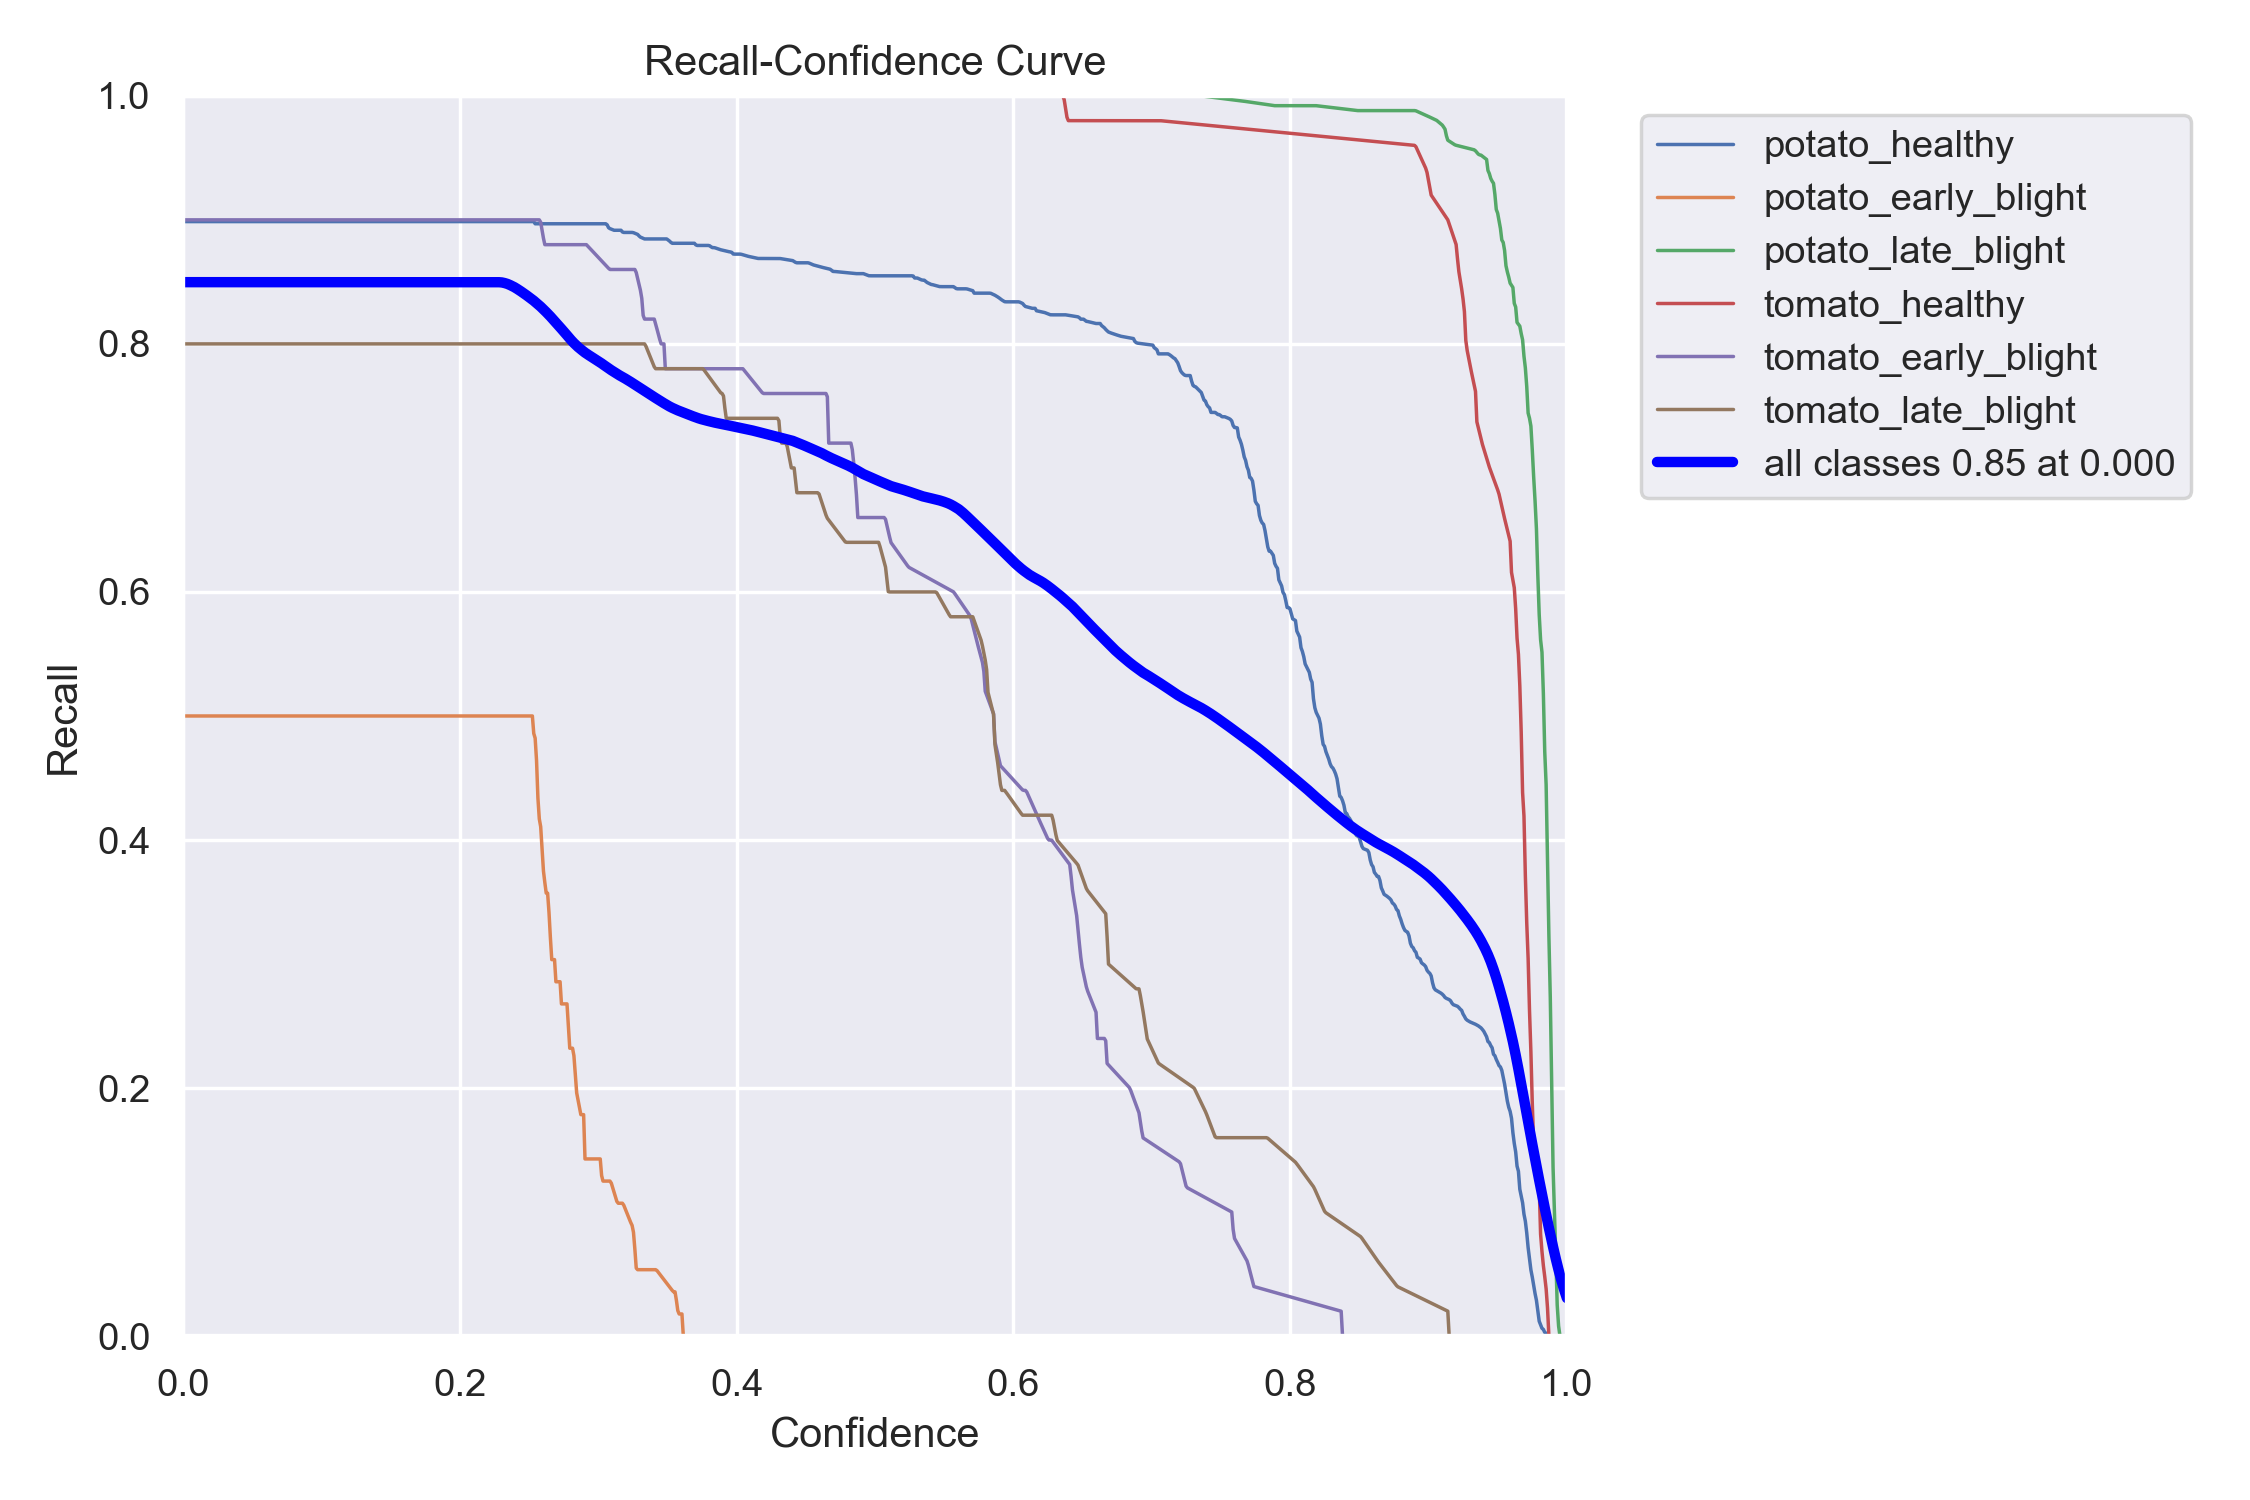 Recall-Confidence Curve
1.0
0.8
0.6
0.4
0.2
0.0
Recall
0.0 0.2 0.4 0.6 0.8 1.0
Confidence
potato_healthy
potato_early_blight
potato_late_blight
tomato_healthy
tomato_early_blight
tomato_late_blight
all classes 0.85 at 0.000